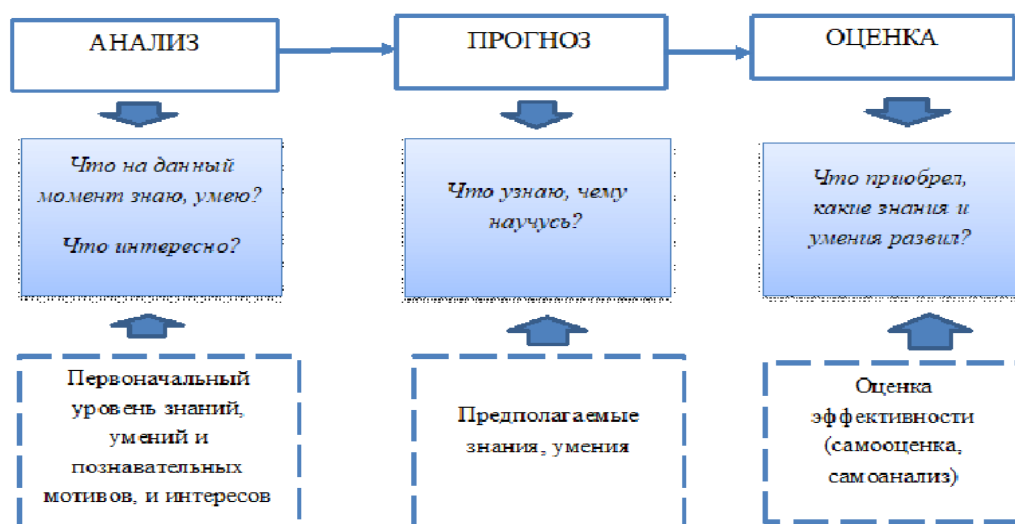 АНАЛИЗ
ПРОГНОЗ
ОЦЕНКА
Что на данный
момент знаю, умею?
Что интересно?
Что узнаю, чему
научусь?
Что приобрел,
какие знания и
умения развил?
Первоначальный
уровень знаний,
умений и
познавательных
мотивов, и интересов
Предполагаемые
знания, умения
Оценка
эффективности
(самооценка,
самоанализ)